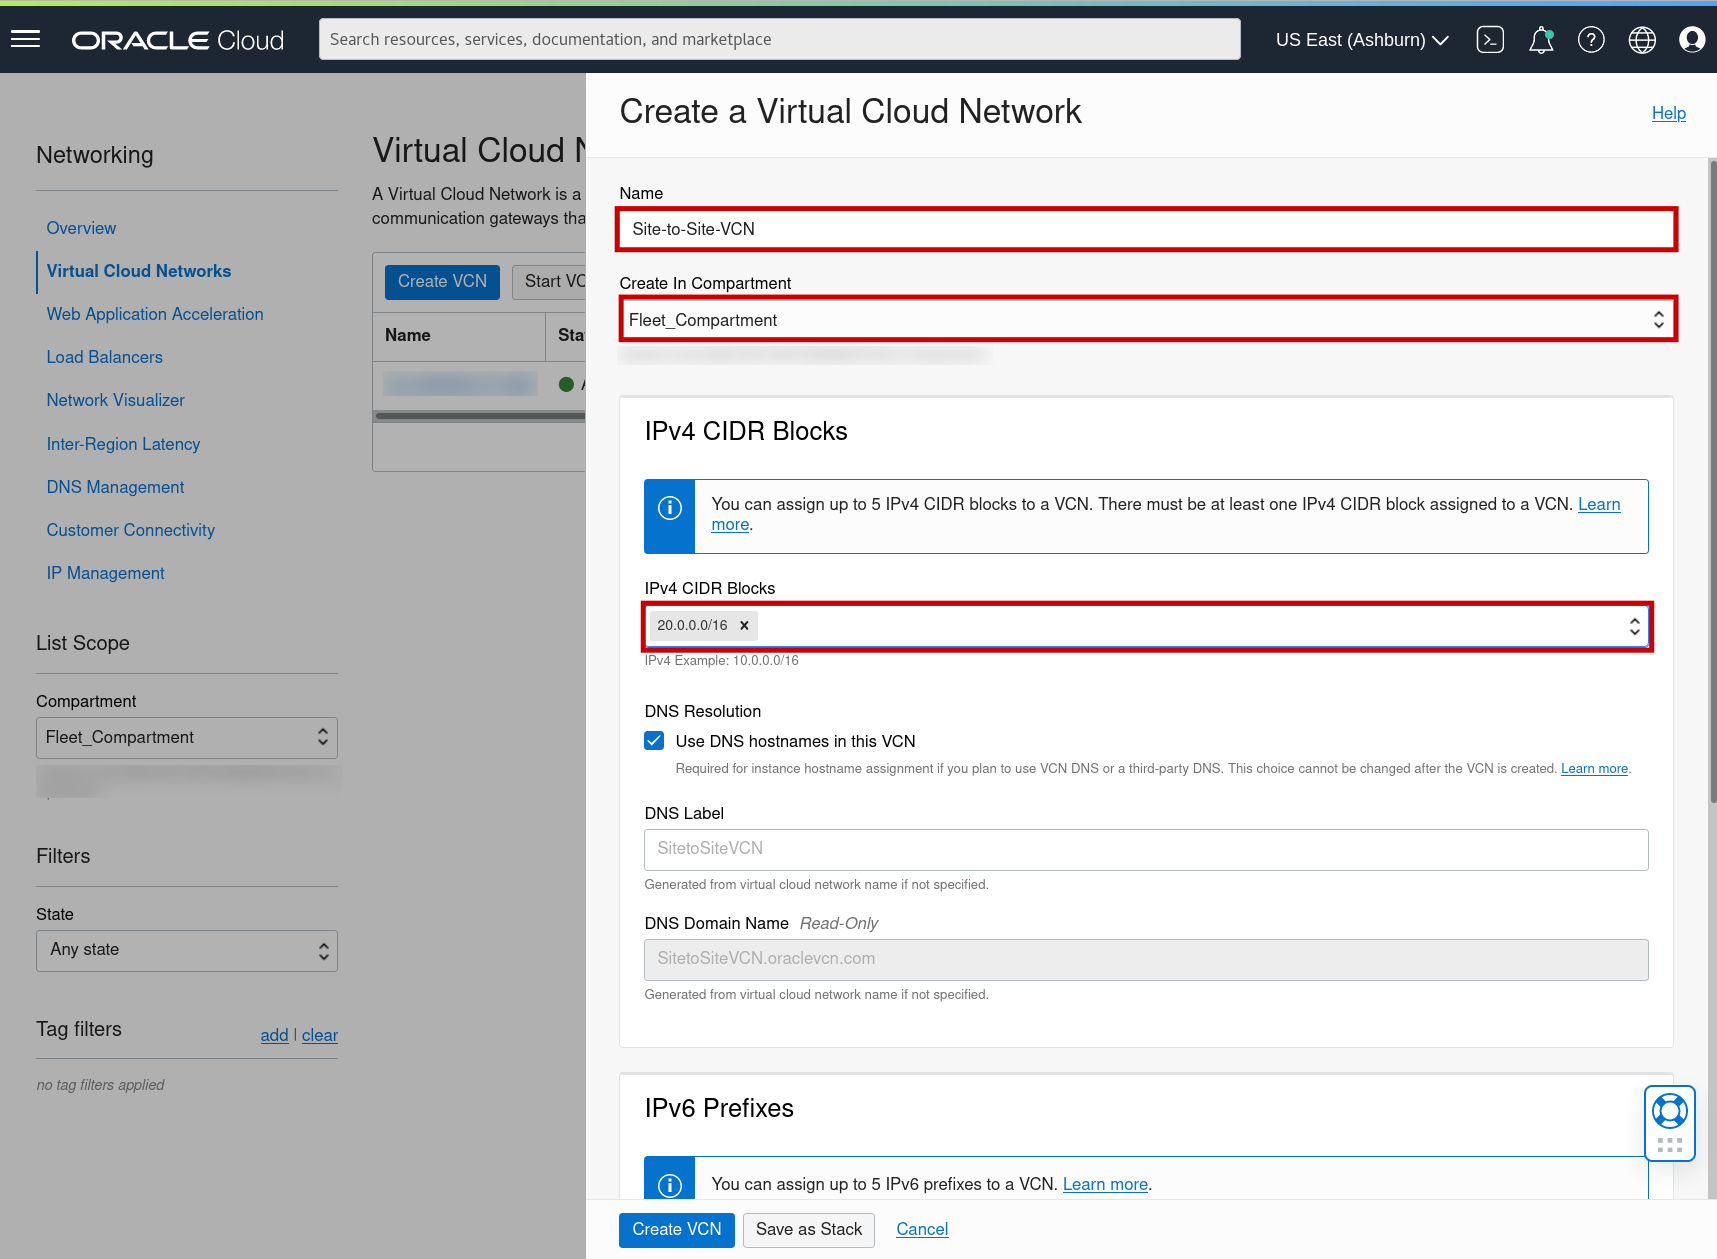 ORACLE Cloud
Search resources, services, documentation, and marketplace
US East (Ashburn)
Networking
Overview
Virtual Cloud Networks
Web Application Acceleration
Load Balancers
Network Visualizer
Inter-Region Latency
DNS Management
Customer Connectivity
IP Management
List Scope
Compartment
Fleet_Compartment
Filters
State
Any state
Tag filters
add | clear
no tag filters applied
Virtual Cloud N
A Virtual Cloud Network is a
communication gateways tha
Create VCN
Start VC
Name
Sta
Create a Virtual Cloud Network
Help
Name
Site-to-Site-VCN
Create In Compartment
Fleet_Compartment
IPv4 CIDR Blocks
You can assign up to 5 IPv4 CIDR blocks to a VCN. There must be at least one IPv4 CIDR block assigned to a VCN. Learn
more.
IPv4 CIDR Blocks
20.0.0.0/16 ×
IPv4 Example: 10.0.0.0/16
DNS Resolution
Use DNS hostnames in this VCN
Required for instance hostname assignment if you plan to use VCN DNS or a third-party DNS. This choice cannot be changed after the VCN is created. Learn more.
DNS Label
SitetoSiteVCN
Generated from virtual cloud network name if not specified.
DNS Domain Name Read-Only
SitetoSiteVCN.oraclevcn.com
Generated from virtual cloud network name if not specified.
IPv6 Prefixes
You can assign up to 5 IPv6 prefixes to a VCN. Learn more.
Create VCN
Save as Stack
Cancel